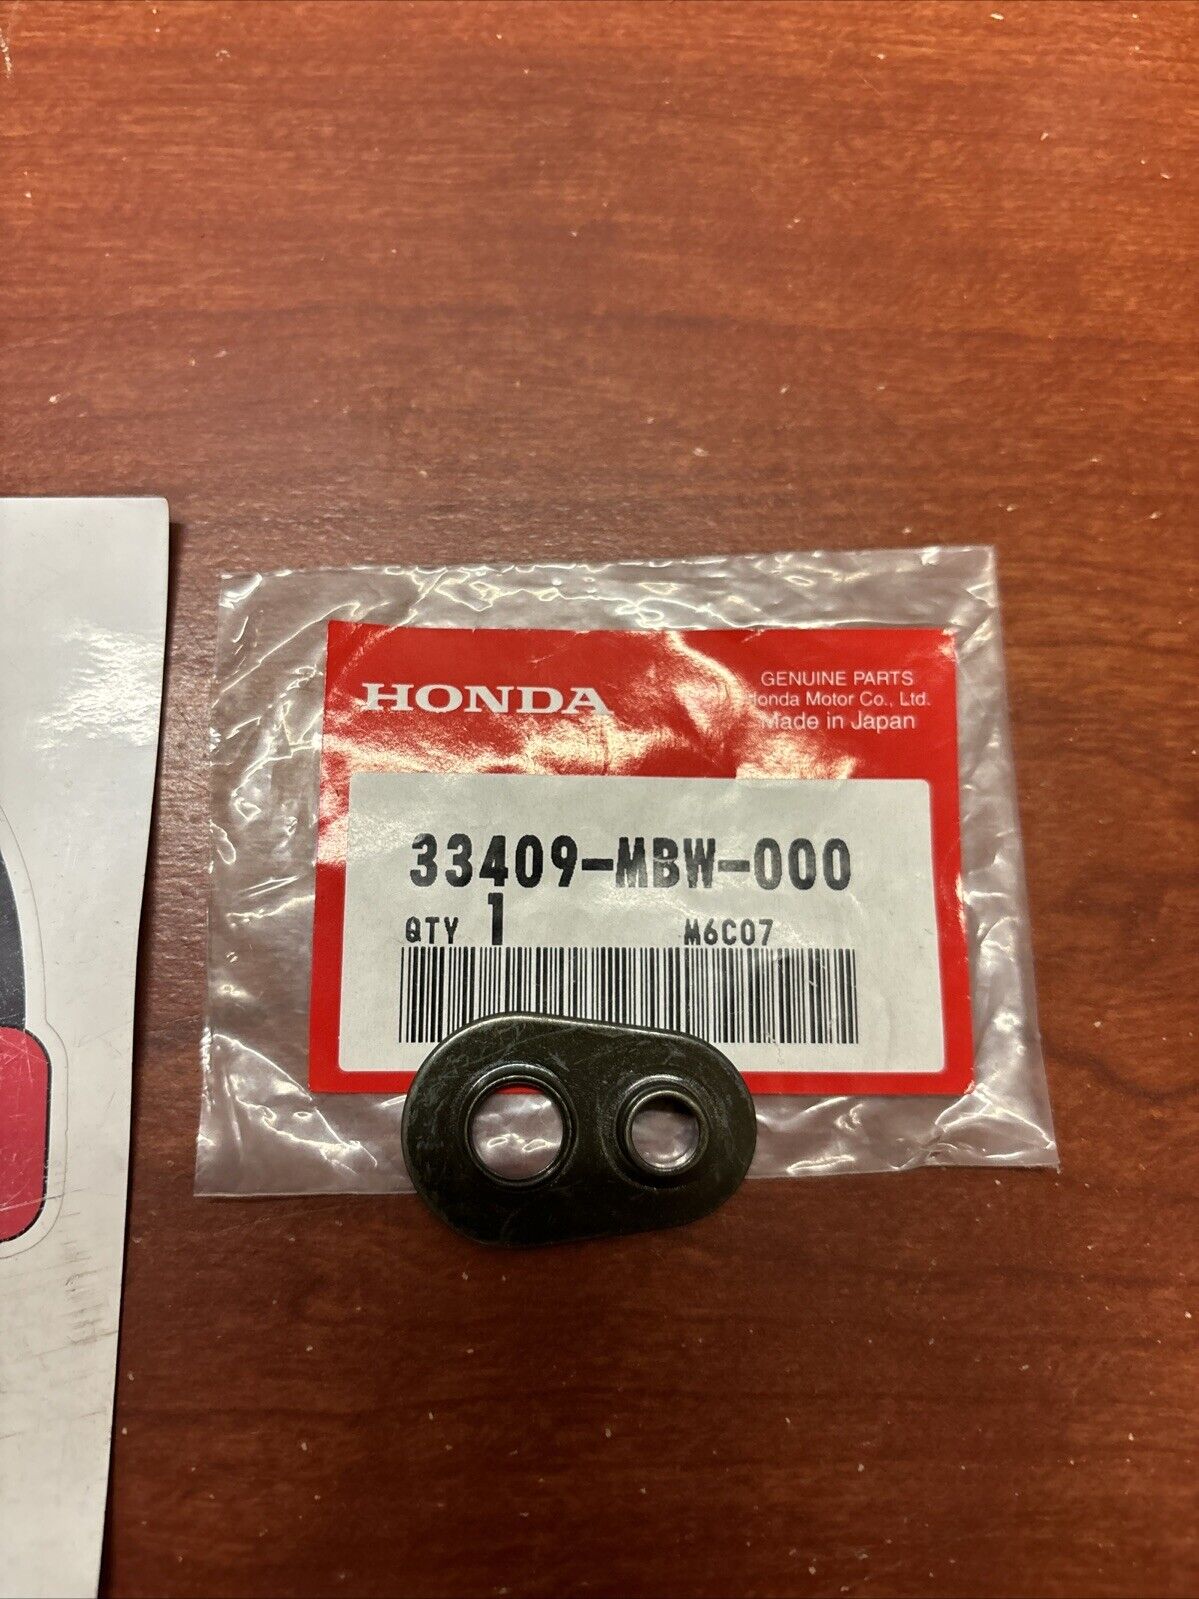 HONDA
GENUINE PARTS
Honda Motor Co., Ltd.
Made in Japan
33409-MBW-000
QTY 1 M6C07